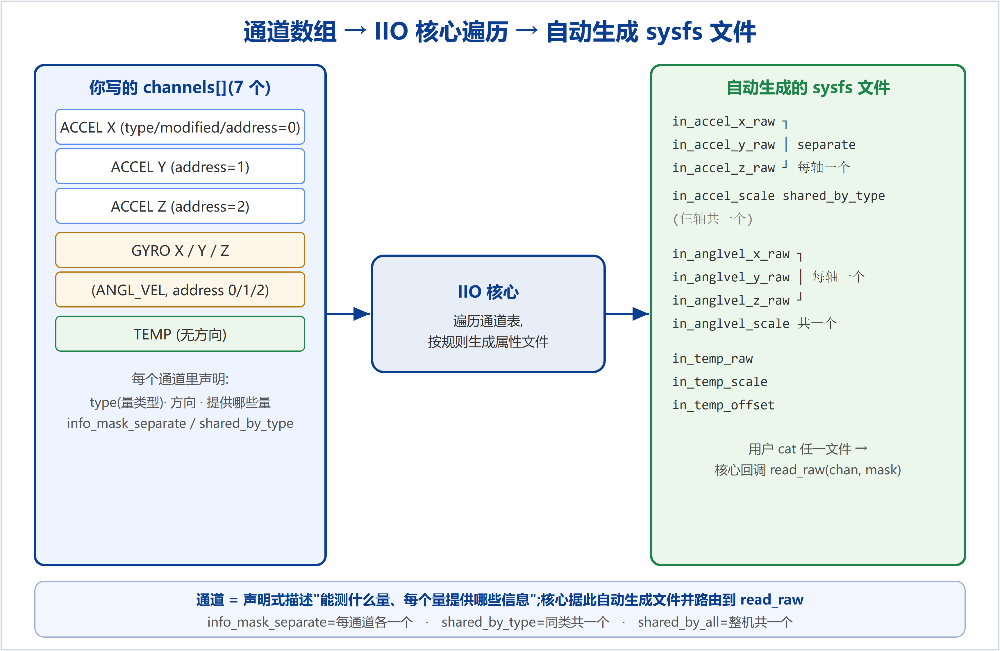 通道数组 → IIO 核心遍历 → 自动生成 sysfs 文件
你写的 channels[](7 个)
ACCEL X (type/modified/address=0)
ACCEL Y (address=1)
ACCEL Z (address=2)
GYRO X / Y / Z
(ANGL_VEL, address 0/1/2)
TEMP (无方向)
每个通道里声明:
type(量类型)· 方向 · 提供哪些量
info_mask_separate / shared_by_type
IIO 核心
遍历通道表,
按规则生成属性文件
自动生成的 sysfs 文件
in_accel_x_raw ┐
in_accel_y_raw │ separate
in_accel_z_raw ┘ 每轴一个
in_accel_scale shared_by_type
(仨轴共一个)
in_anglvel_x_raw ┐
in_anglvel_y_raw │ 每轴一个
in_anglvel_z_raw ┘
in_anglvel_scale 共一个
in_temp_raw
in_temp_scale
in_temp_offset
用户 cat 任一文件 →
核心回调 read_raw(chan, mask)
通道 = 声明式描述"能测什么量、每个量提供哪些信息";核心据此自动生成文件并路由到 read_raw
info_mask_separate=每通道各一个 · shared_by_type=同类共一个 · shared_by_all=整机共一个